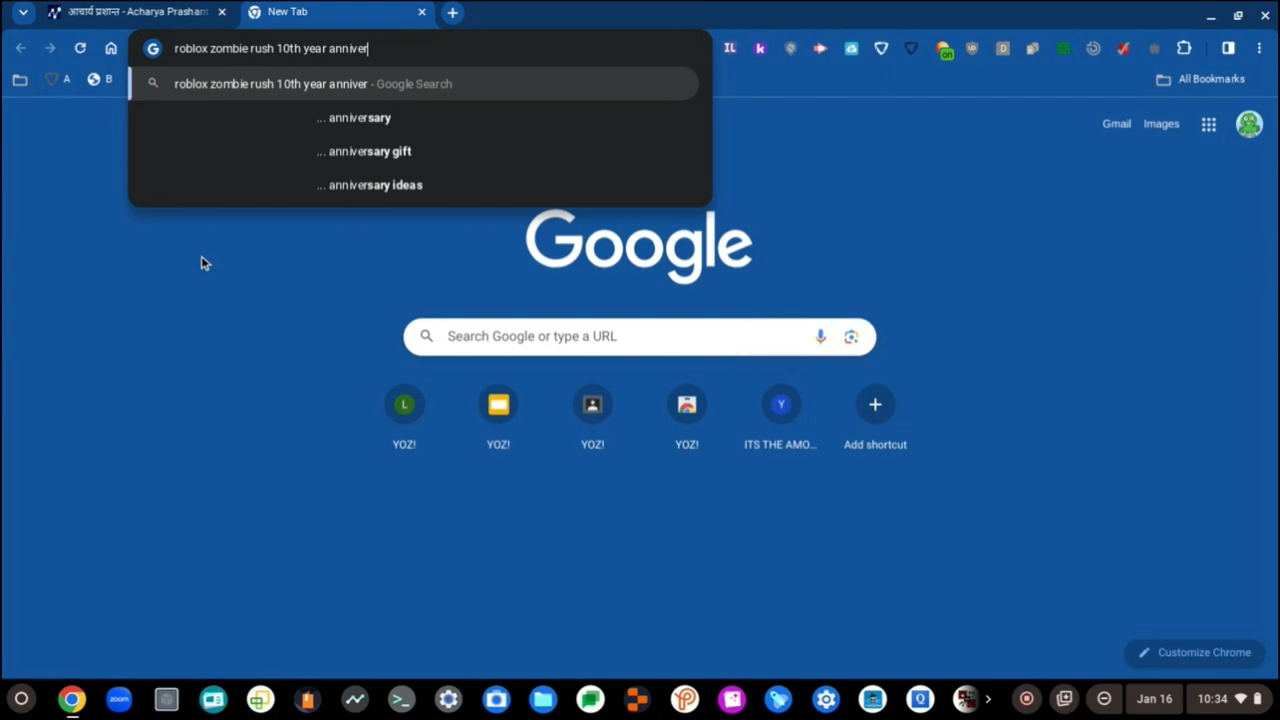 आचार्य प्रशान्त - Acharya Prashant
New Tab
roblox zombie rush 10th year anniver
roblox zombie rush 10th year anniver - Google Search
... anniversary
... anniversary gift
... anniversary ideas
A
B
All Bookmarks
Gmail
Images
Google
Search Google or type a URL
YOZ!
YOZ!
YOZ!
YOZ!
ITS THE AMO...
Add shortcut
Customize Chrome
zoom
Jan 16
10:34